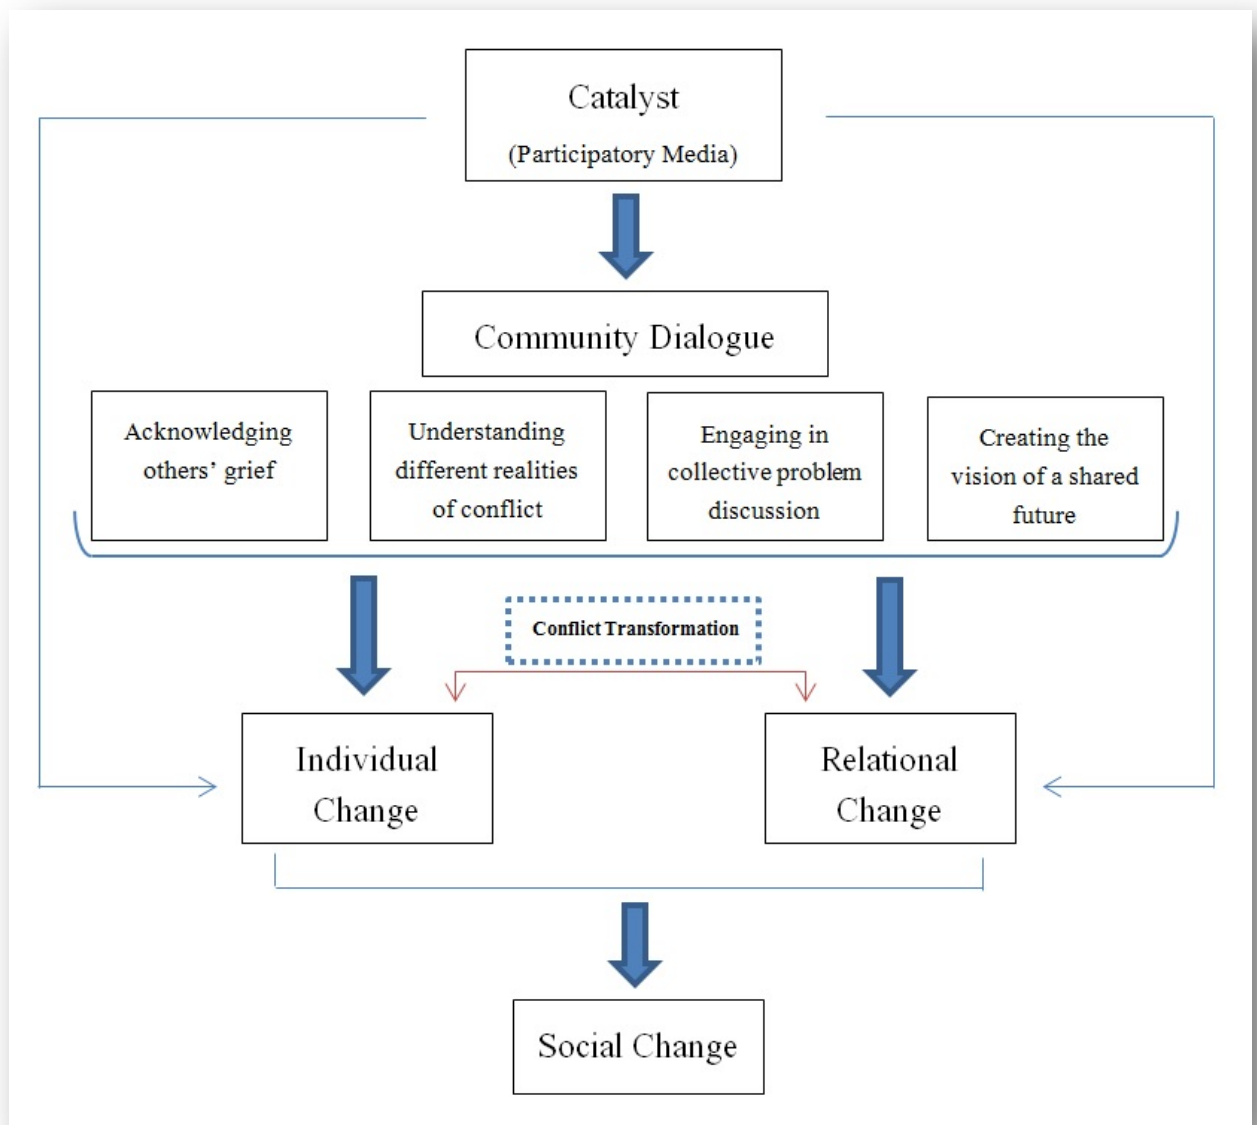 Catalyst
(Participatory Media)
Community Dialogue
Acknowledging
others’ grief
Understanding
different realities
of conflict
Engaging in
collective problem
discussion
Creating the
vision of a shared
future
Conflict Transformation
Individual
Change
Relational
Change
Social Change